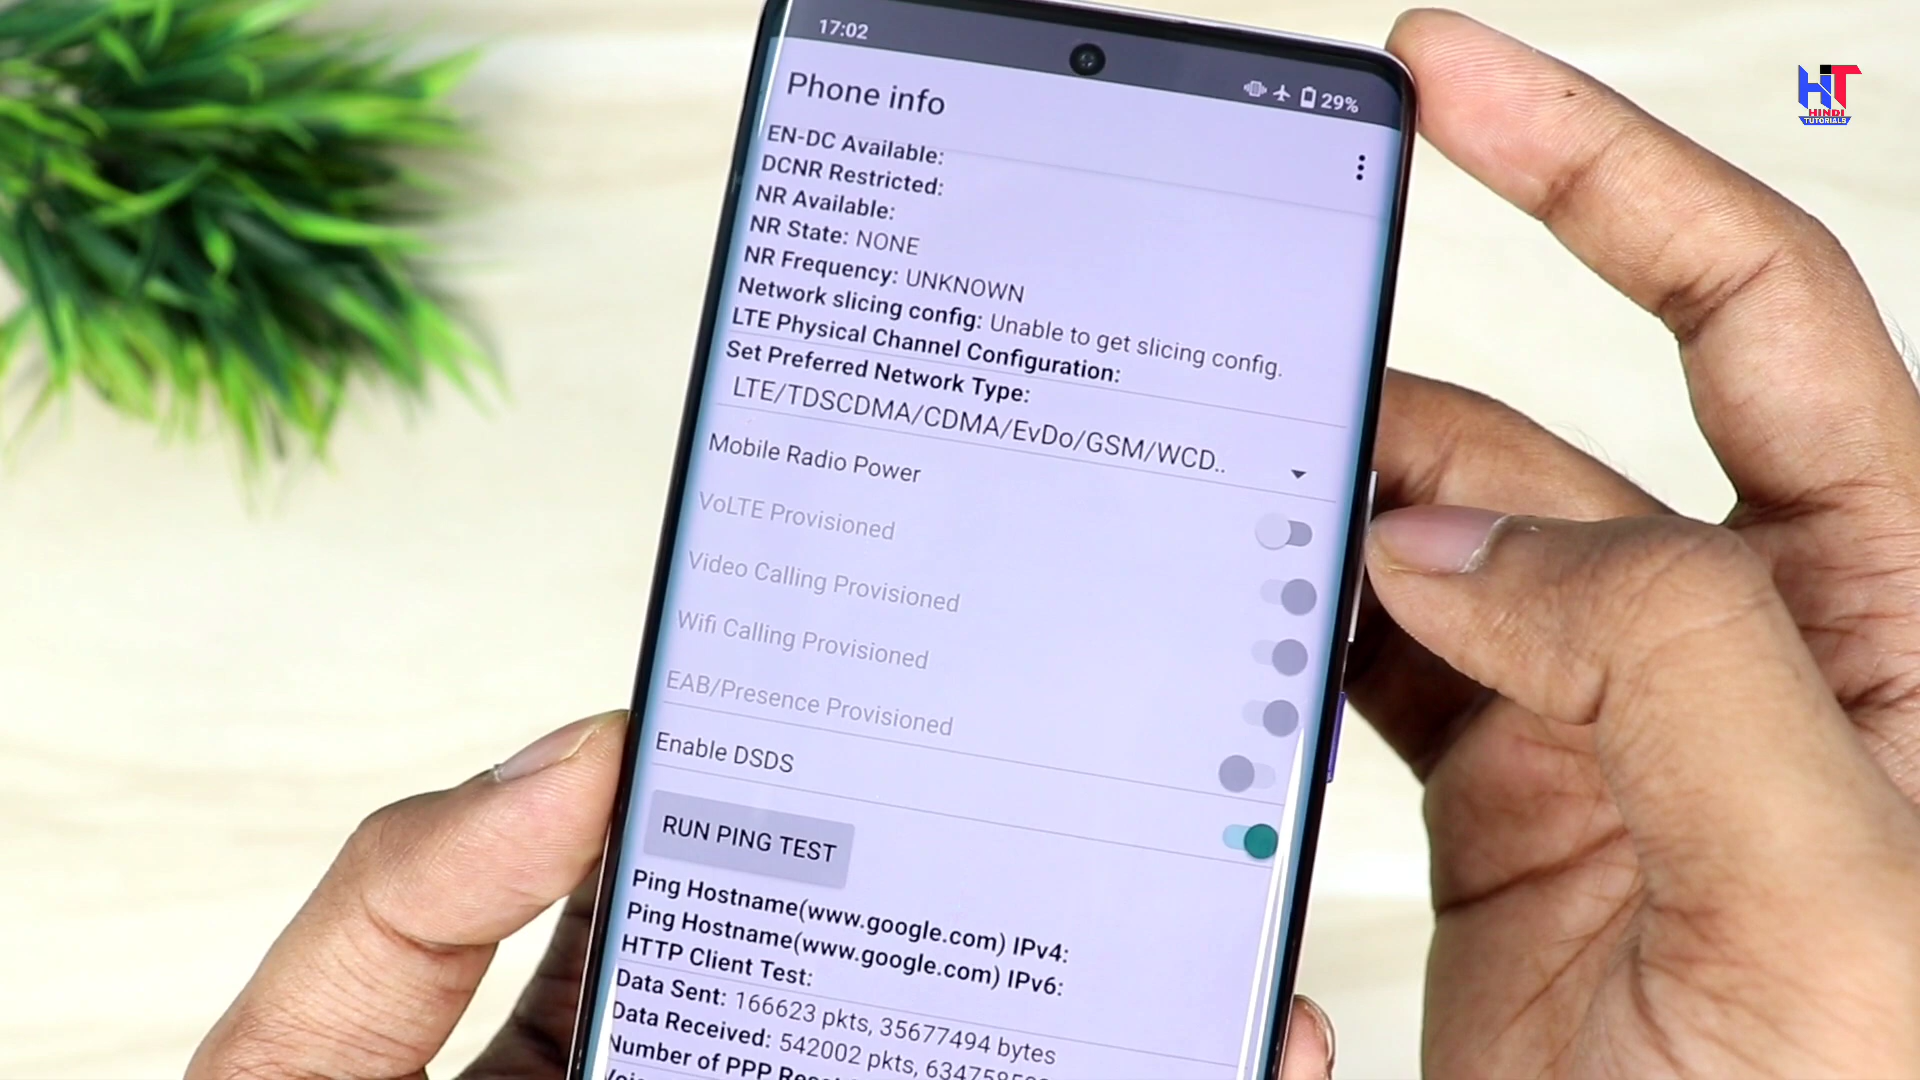 17:02
29%
HT
HINDI
TUTORIALS
Phone info
EN-DC Available:
DCNR Restricted:
NR Available:
NR State: NONE
NR Frequency: UNKNOWN
Network slicing config: Unable to get slicing config.
LTE Physical Channel Configuration:
Set Preferred Network Type:
LTE/TDSCDMA/CDMA/EvDo/GSM/WCD..
Mobile Radio Power
VoLTE Provisioned
Video Calling Provisioned
Wifi Calling Provisioned
EAB/Presence Provisioned
Enable DSDS
RUN PING TEST
Ping Hostname(www.google.com) IPv4:
Ping Hostname(www.google.com) IPv6:
HTTP Client Test:
Data Sent: 166623 pkts, 35677494 bytes
Data Received: 542002 pkts,
Number of PPP